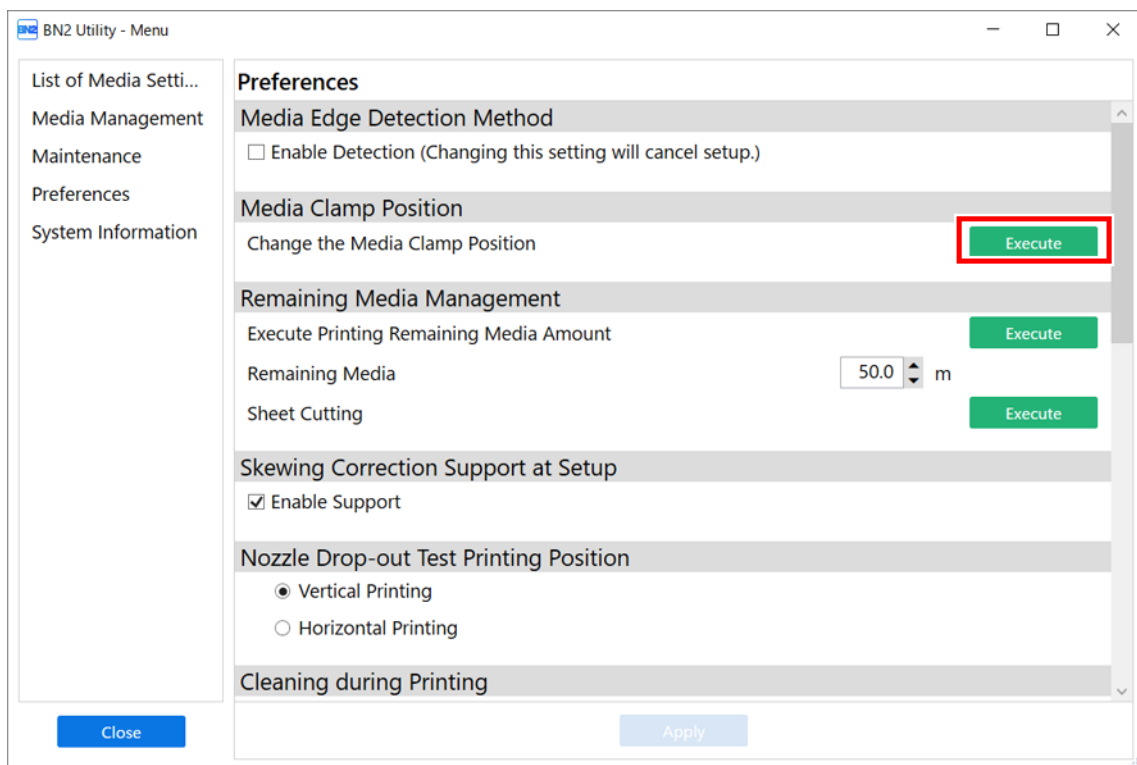 BN2 BN2 Utility - Menu
List of Media Setti...
Media Management
Maintenance
Preferences
System Information
Close
Preferences
Media Edge Detection Method
Enable Detection (Changing this setting will cancel setup.)
Media Clamp Position
Change the Media Clamp Position Execute
Remaining Media Management
Execute Printing Remaining Media Amount Execute
Remaining Media 50.0 m
Sheet Cutting Execute
Skewing Correction Support at Setup
Enable Support
Nozzle Drop-out Test Printing Position
Vertical Printing
Horizontal Printing
Cleaning during Printing
Apply